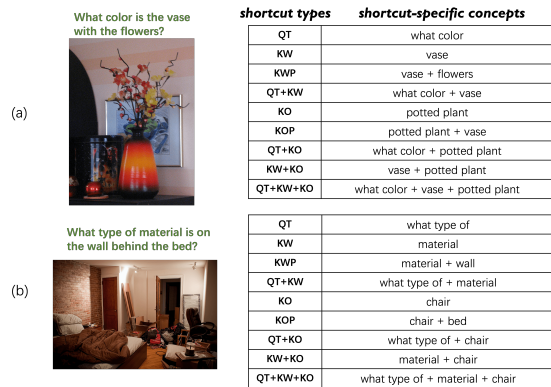 shortcut types shortcut-specific concepts
(a)
What color is the vase
with the flowers?
QT what color
KW vase
KWP vase + flowers
QT+KW what color + vase
KO potted plant
KOP potted plant + vase
QT+KO what color + potted plant
KW+KO vase + potted plant
QT+KW+KO what color + vase + potted plant
(b)
What type of material is on
the wall behind the bed?
QT what type of
KW material
KWP material + wall
QT+KW what type of + material
KO chair
KOP chair + bed
QT+KO what type of + chair
KW+KO material + chair
QT+KW+KO what type of + material + chair